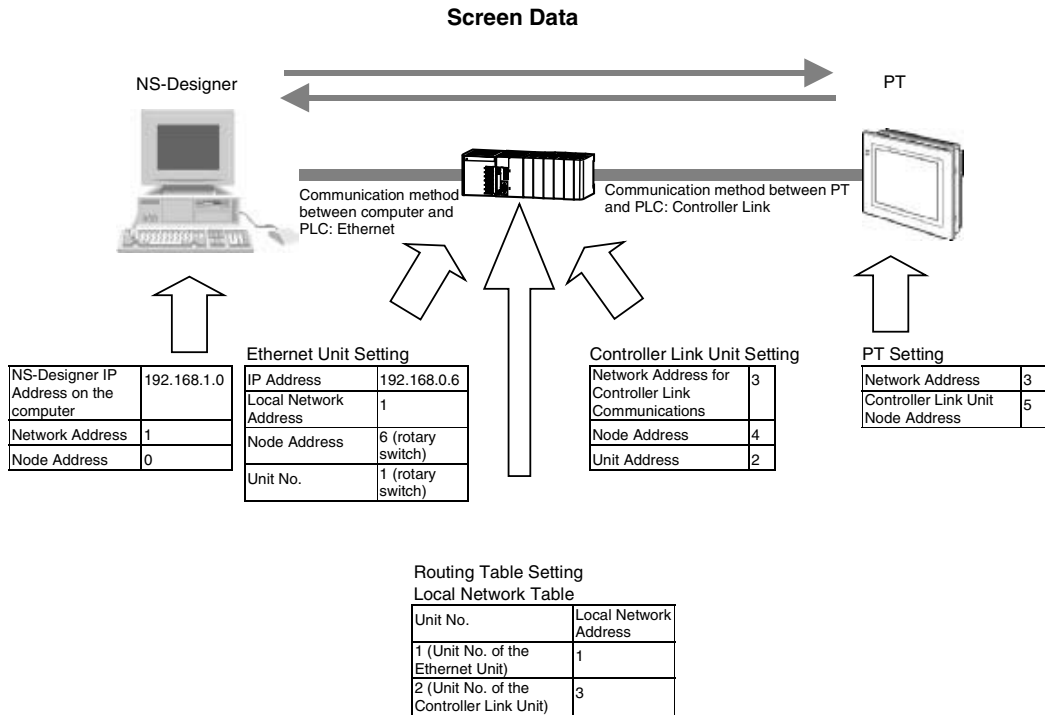 Screen Data
NS-Designer
PT
Communication method
between computer and
PLC: Ethernet
Communication method between PT
and PLC: Controller Link
NS-Designer IP
Address on the
computer
192.168.1.0
Network Address
1
Node Address
0
Ethernet Unit Setting
IP Address
192.168.0.6
Local Network
Address
1
Node Address
6 (rotary
switch)
Unit No.
1 (rotary
switch)
Controller Link Unit Setting
Network Address for
Controller Link
Communications
3
Node Address
4
Unit Address
2
PT Setting
Network Address
3
Controller Link Unit
Node Address
5
Routing Table Setting
Local Network Table
Unit No.
Local Network
Address
1 (Unit No. of the
Ethernet Unit)
1
2 (Unit No. of the
Controller Link Unit)
3